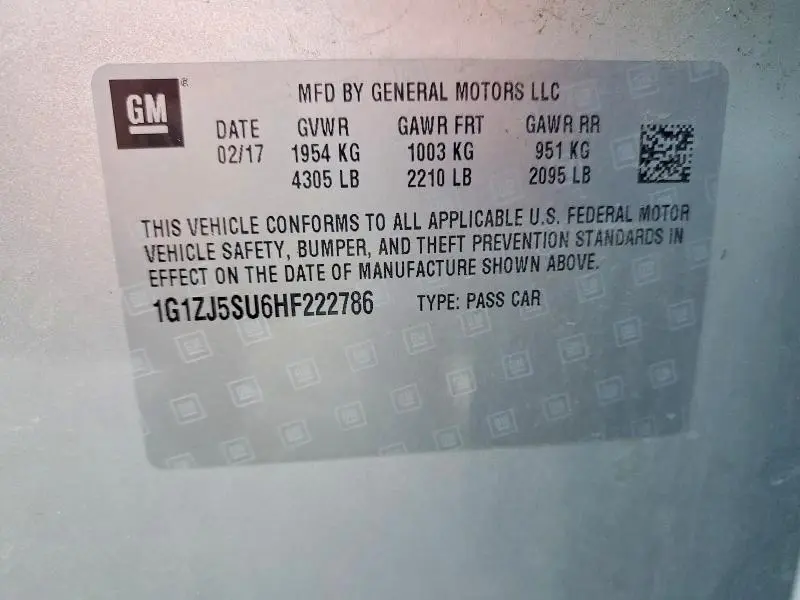 GM
MFD BY GENERAL MOTORS LLC
DATE GVWR GAWR FRT GAWR RR
02/17 1954 KG 1003 KG 951 KG
4305 LB 2210 LB 2095 LB
THIS VEHICLE CONFORMS TO ALL APPLICABLE U.S. FEDERAL MOTOR
VEHICLE SAFETY, BUMPER, AND THEFT PREVENTION STANDARDS IN
EFFECT ON THE DATE OF MANUFACTURE SHOWN ABOVE.
1G1ZJ5SU6HF222786 TYPE: PASS CAR